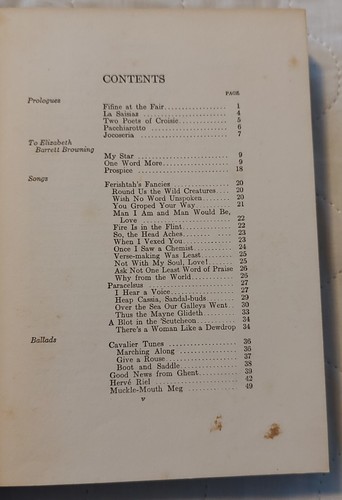 CONTENTS
PAGE
Prologues
Fifine at the Fair.................. 1
La Saisias ........................ 4
Two Poets of Croisic.............. 5
Pacchiarotto ...................... 6
Jocoseria ......................... 7
To Elizabeth
Barrett Browning
My Star .......................... 9
One Word More................... 9
Prospice ......................... 18
Songs
Ferishtah's Fancies ............... 20
Round Us the Wild Creatures... 20
Wish No Word Unspoken ....... 20
You Groped Your Way.......... 21
Man I Am and Man Would Be,
Love ........................ 22
Fire Is in the Flint............. 22
So, the Head Aches............. 23
When I Vexed You ............. 23
Once I Saw a Chemist........... 24
Verse-making Was Least........ 25
Not With My Soul, Love!....... 25
Ask Not One Least Word of Praise 26
Why from the World............ 26
Paracelsus ........................ 27
I Hear a Voice.................. 27
Heap Cassia, Sandal-buds....... 29
Over the Sea Our Galleys Went.. 30
Thus the Mayne Glideth ........ 33
A Blot in the 'Scutcheon........... 34
There's a Woman Like a Dewdrop 34
Ballads
Cavalier Tunes .................... 36
Marching Along ................ 36
Give a Rouse................... 37
Boot and Saddle ............... 38
Good News from Ghent............ 39
Hervé Riel ....................... 42
Muckle-Mouth Meg ............... 49
v